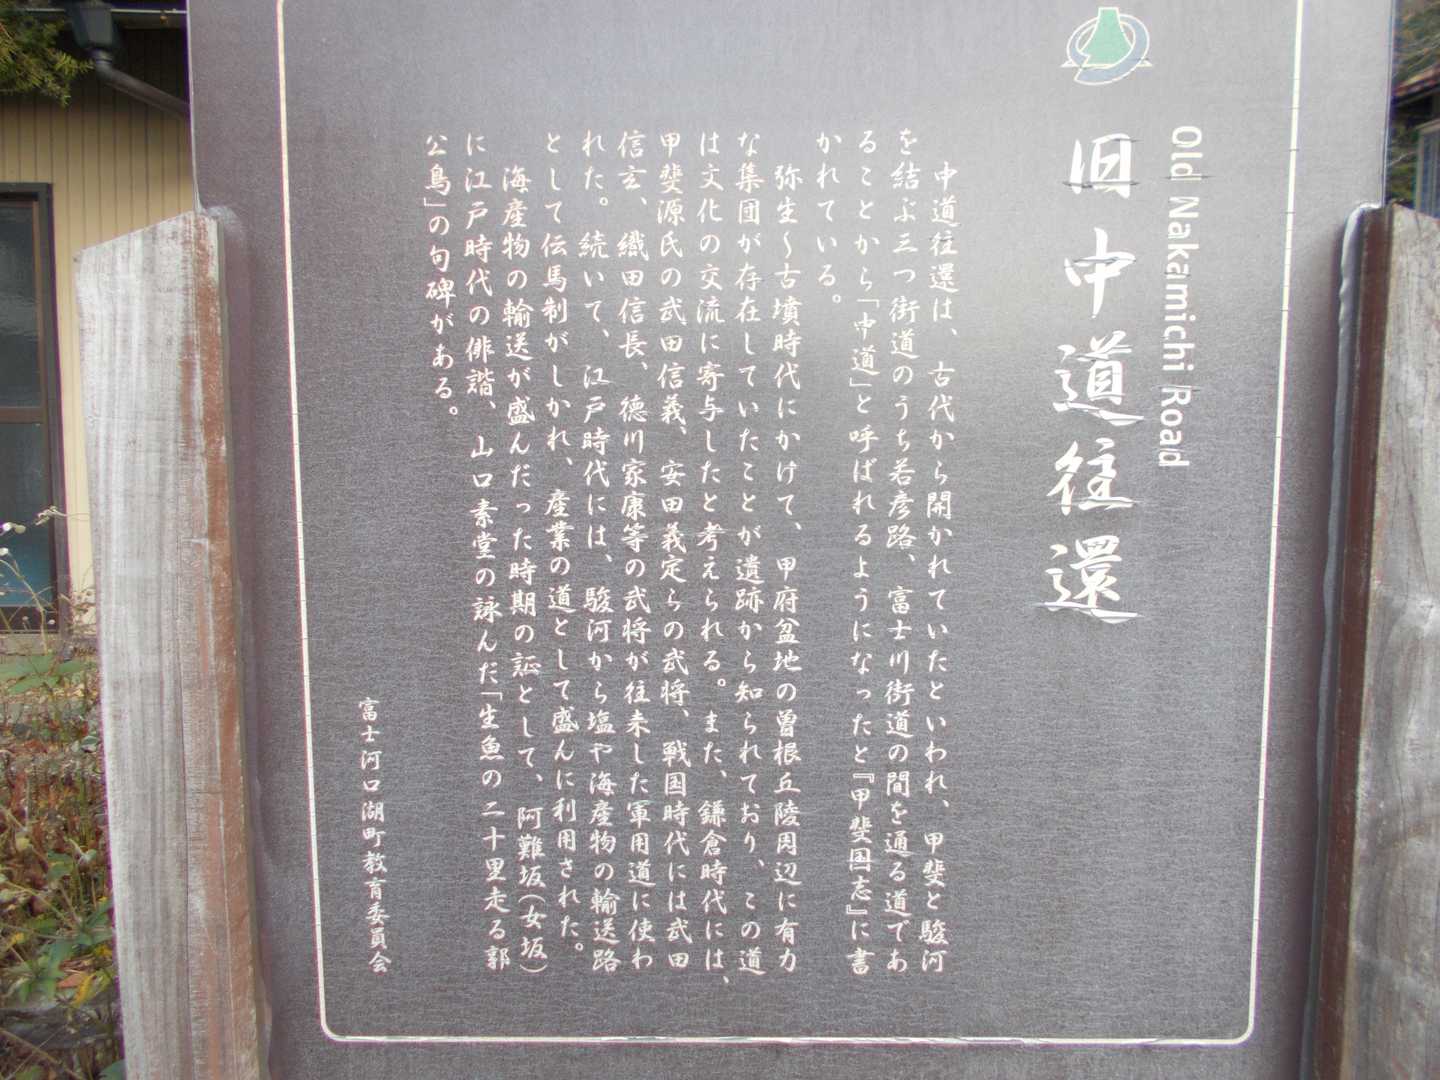 Old Nakamichi Road
旧中道往還
中道往還は、古代から開かれていたといわれ、甲斐と駿河
を結ぶ三つ街道のうち若彦路、富士川街道の間を通る道であ
ることから「中道」と呼ばれるようになったと『甲斐国志』に書
かれている。
弥生～古墳時代にかけて、甲府盆地の曽根丘陵周辺に有力
な集団が存在していたことが遺跡から知られており、この道
は文化の交流に寄与したと考えられる。また、鎌倉時代には、
甲斐源氏の武田信義、安田義定らの武将、戦国時代には武田
信玄、織田信長、徳川家康等の武将が往来した軍用道に使わ
れた。続いて、江戸時代には、駿河から塩や海産物の輸送路
として伝馬制がしかれ、産業の道として盛んに利用された。
海産物の輸送が盛んだった時期の証として、阿難坂(女坂)
に江戸時代の俳諧、山口素堂の詠んだ「生魚の二十里走る郭
公鳥」の句碑がある。
富士河口湖町教育委員会